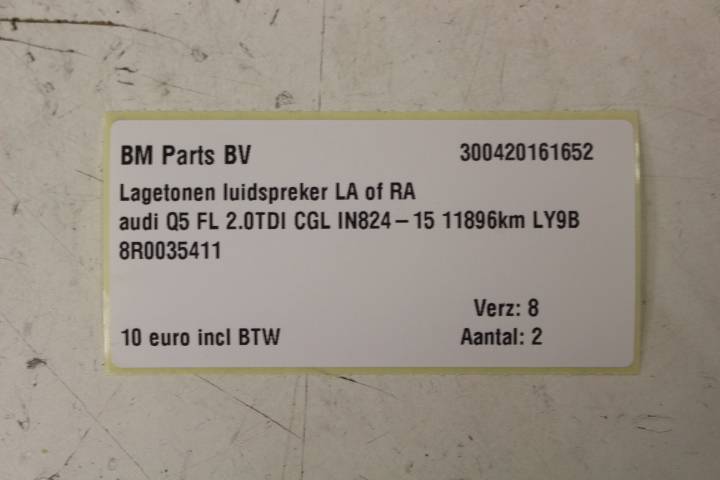 BM Parts BV 300420161652
Lagetonen luidspreker LA of RA
audi Q5 FL 2.0TDI CGL IN824-15 11896km LY9B
8R0035411
Verz: 8
10 euro incl BTW Aantal: 2